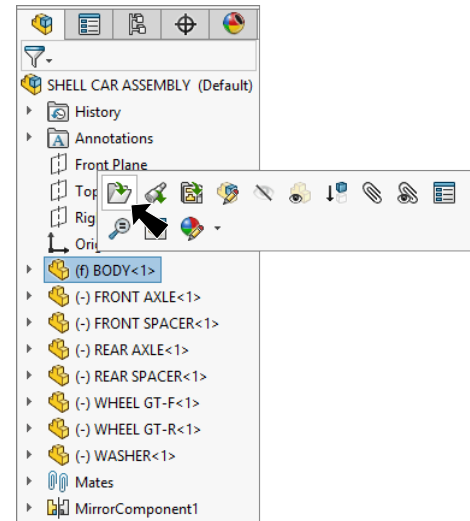 SHELL CAR ASSEMBLY (Default)
History
Annotations
Front Plane
Top
Rig
Orig
(f) BODY<1>
(-) FRONT AXLE<1>
(-) FRONT SPACER<1>
(-) REAR AXLE<1>
(-) REAR SPACER<1>
(-) WHEEL GT-F<1>
(-) WHEEL GT-R<1>
(-) WASHER<1>
Mates
MirrorComponent1